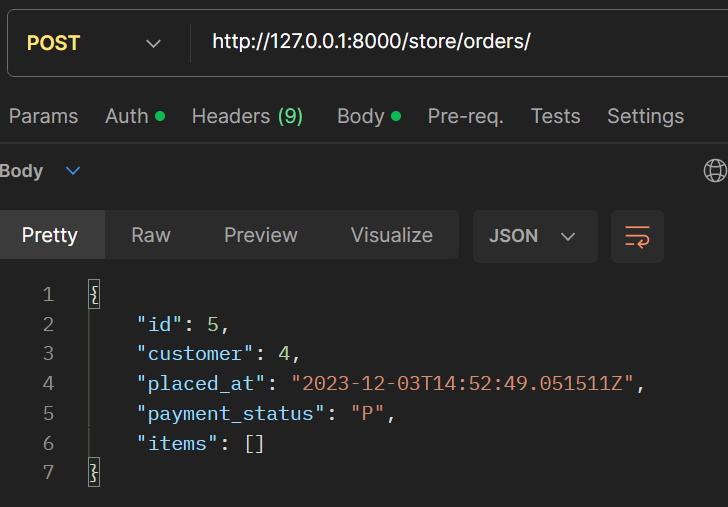 POST http://127.0.0.1:8000/store/orders/
Params Auth Headers (9) Body Pre-req. Tests Settings
Body
Pretty Raw Preview Visualize JSON
1 {
2 "id": 5,
3 "customer": 4,
4 "placed_at": "2023-12-03T14:52:49.051511Z",
5 "payment_status": "P",
6 "items": []
7 }